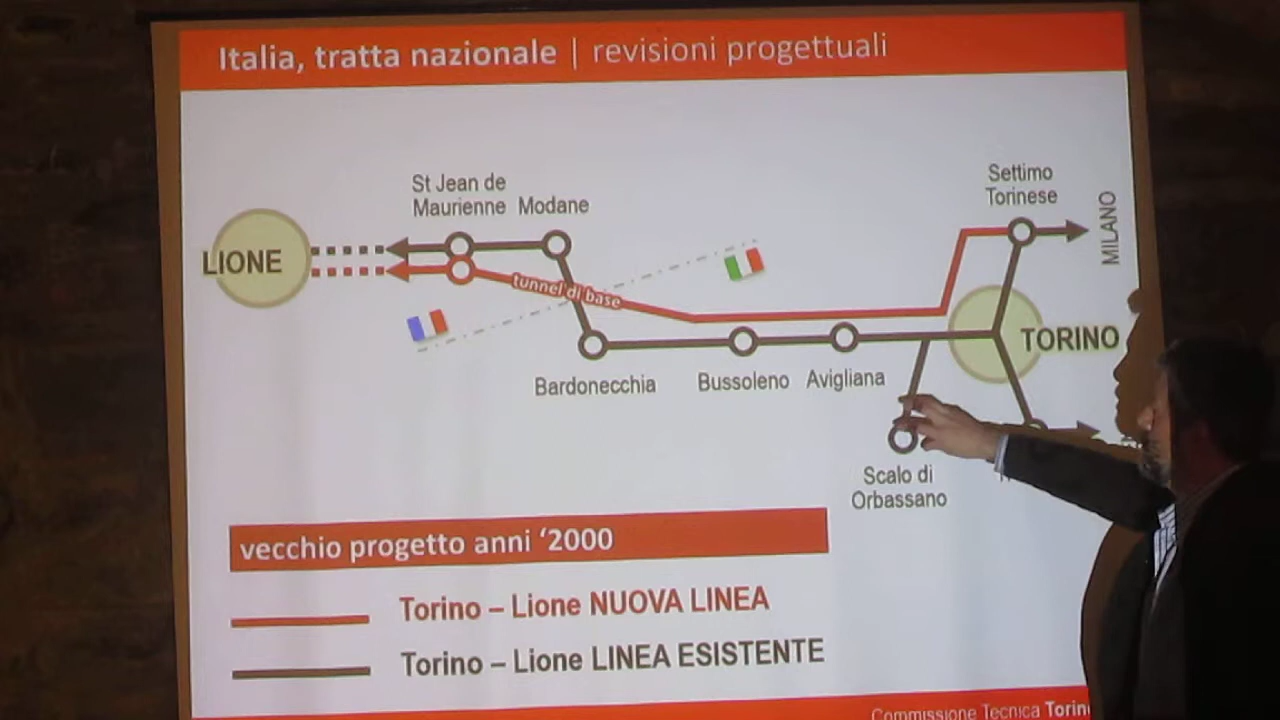 Italia, tratta nazionale | revisioni progettuali
St Jean de
Maurienne
Modane
Settimo
Torinese
MILANO
LIONE
tunnel di base
TORINO
Bardonecchia
Bussoleno
Avigliana
Scalo di
Orbassano
vecchio progetto anni ‘2000
Torino – Lione NUOVA LINEA
Torino – Lione LINEA ESISTENTE
Commissione Tecnica